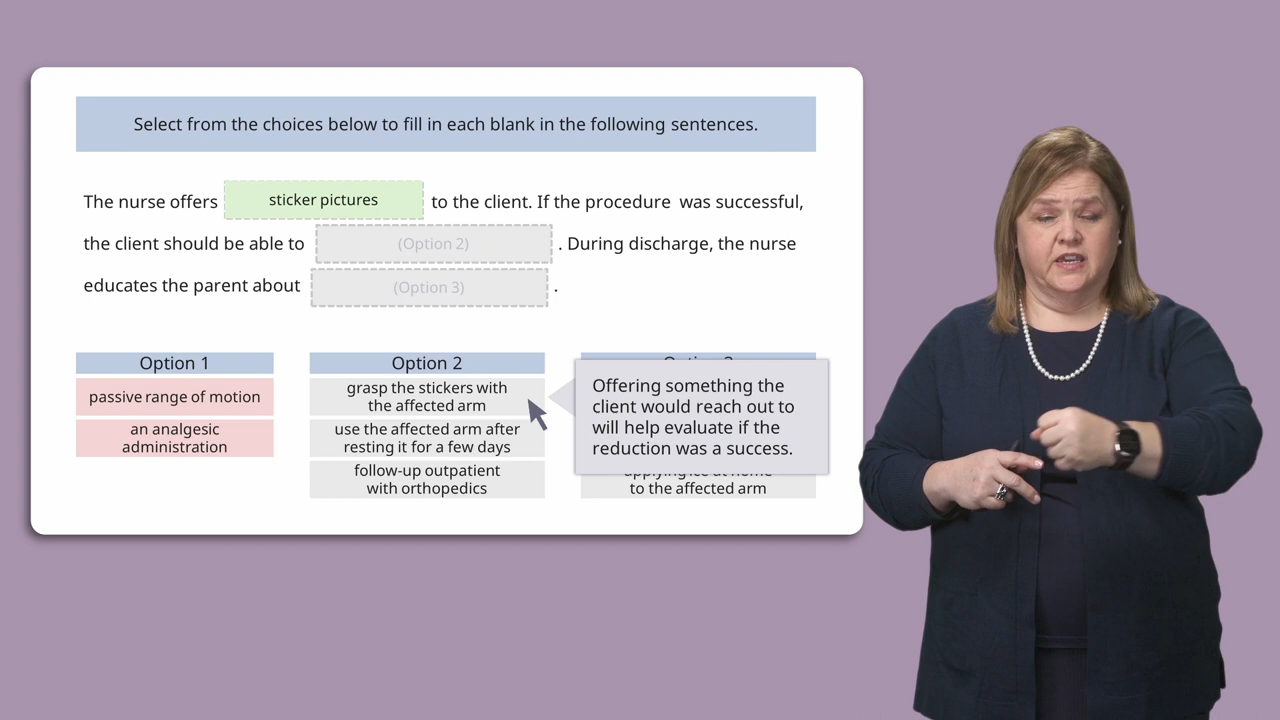 Select from the choices below to fill in each blank in the following sentences.
The nurse offers sticker pictures to the client. If the procedure was successful,
the client should be able to (Option 2) . During discharge, the nurse
educates the parent about (Option 3) .
Option 1
passive range of motion
an analgesic
administration
Option 2
grasp the stickers with
the affected arm
use the affected arm after
resting it for a few days
follow-up outpatient
with orthopedics
Offering something the
client would reach out to
will help evaluate if the
reduction was a success.
to the affected arm